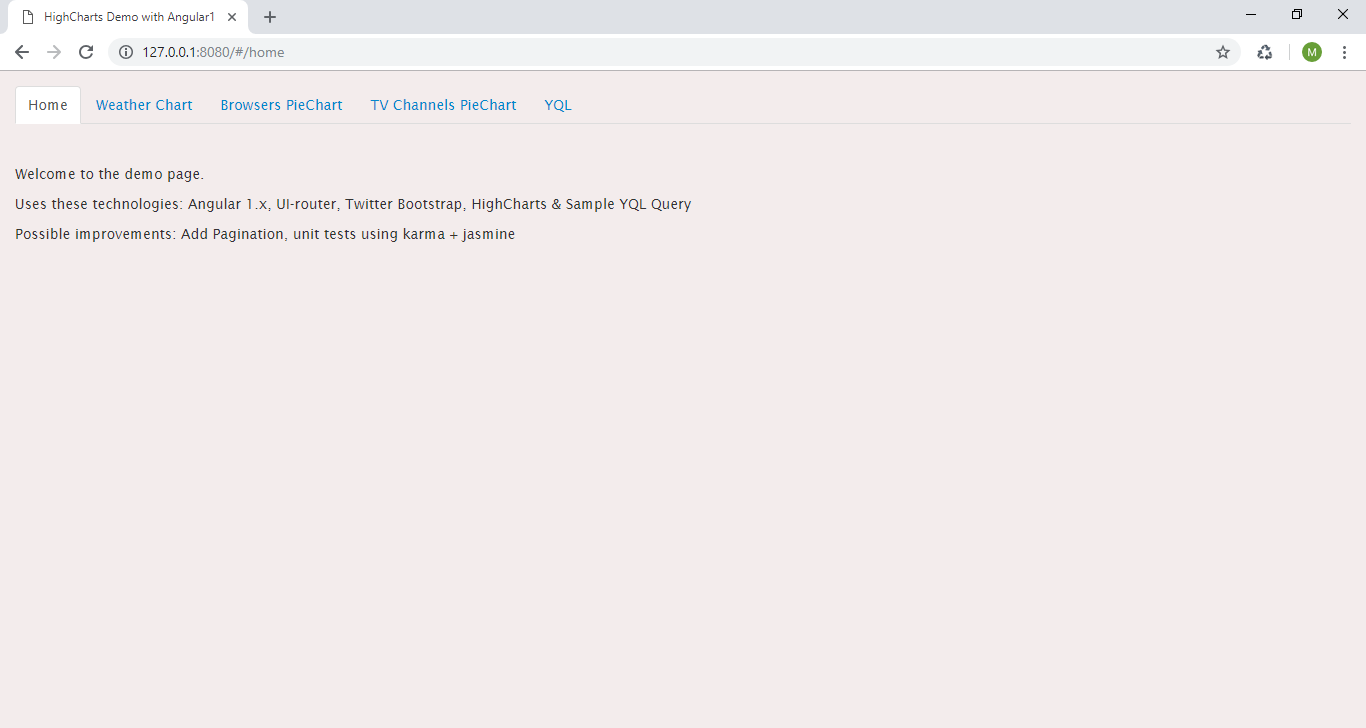 HighCharts Demo with Angular1
127.0.0.1:8080/#/home
M
Home Weather Chart Browsers PieChart TV Channels PieChart YQL
Welcome to the demo page.
Uses these technologies: Angular 1.x, UI-router, Twitter Bootstrap, HighCharts & Sample YQL Query
Possible improvements: Add Pagination, unit tests using karma + jasmine